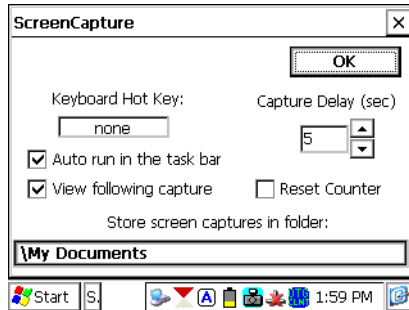 ScreenCapture
OK
Keyboard Hot Key:
Capture Delay (sec)
none
5
Auto run in the task bar
View following capture
Reset Counter
Store screen captures in folder:
\My Documents
Start S. A 1:59 PM